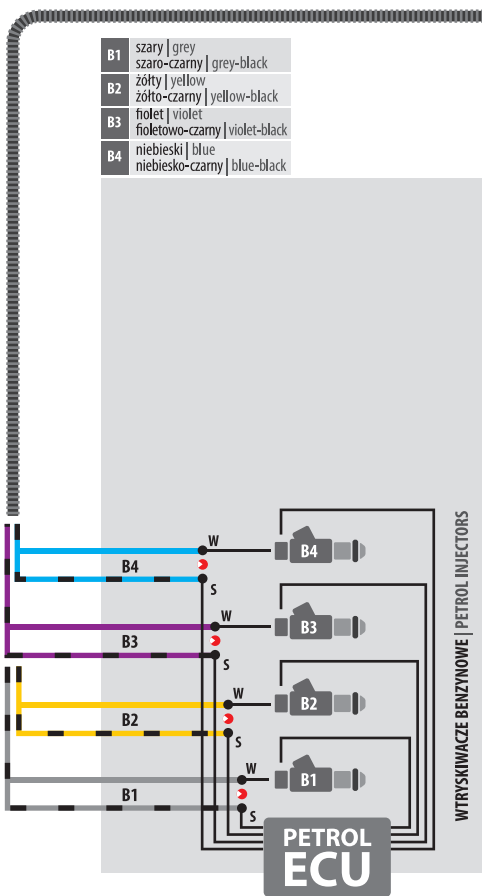 B1 szary | grey
szaro-czarny | grey-black
B2 żółty | yellow
żółto-czarny | yellow-black
B3 fiolet | violet
fioletowo-czarny | violet-black
B4 niebieski | blue
niebiesko-czarny | blue-black
W
B4
B4
S
W
B3
B3
S
W
B2
B2
S
W
B1
B1
S
WTRYSKIWACZE BENZYNOWE | PETROL INJECTORS
PETROL
ECU